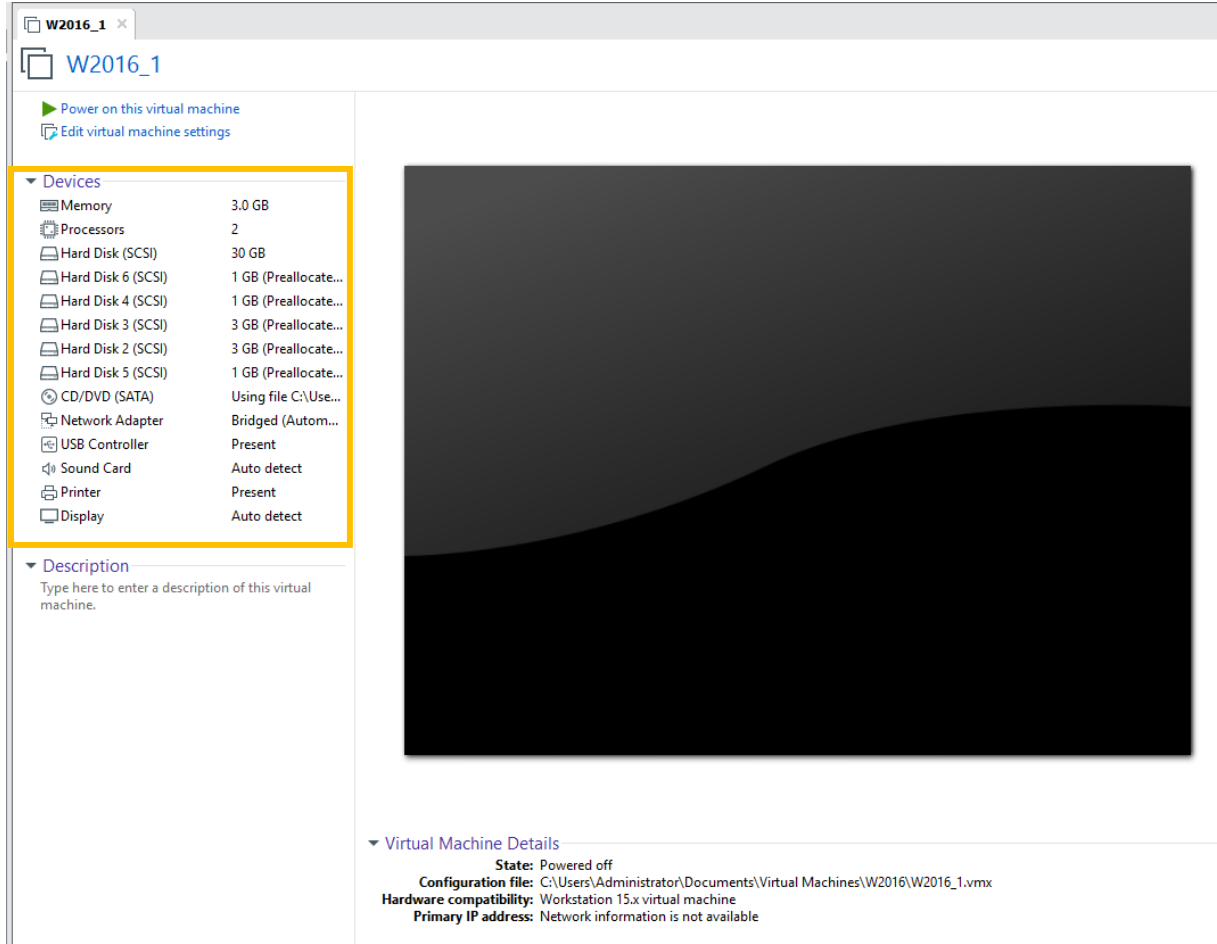 W2016_1
W2016_1
Power on this virtual machine
Edit virtual machine settings
Devices
Memory 3.0 GB
Processors 2
Hard Disk (SCSI) 30 GB
Hard Disk 6 (SCSI) 1 GB (Preallocate...
Hard Disk 4 (SCSI) 1 GB (Preallocate...
Hard Disk 3 (SCSI) 3 GB (Preallocate...
Hard Disk 2 (SCSI) 3 GB (Preallocate...
Hard Disk 5 (SCSI) 1 GB (Preallocate...
CD/DVD (SATA) Using file C:\Use...
Network Adapter Bridged (Autom...
USB Controller Present
Sound Card Auto detect
Printer Present
Display Auto detect
Description
Type here to enter a description of this virtual
machine.
Virtual Machine Details
State: Powered off
Configuration file: C:\Users\Administrator\Documents\Virtual Machines\W2016\W2016_1.vmx
Hardware compatibility: Workstation 15.x virtual machine
Primary IP address: Network information is not available